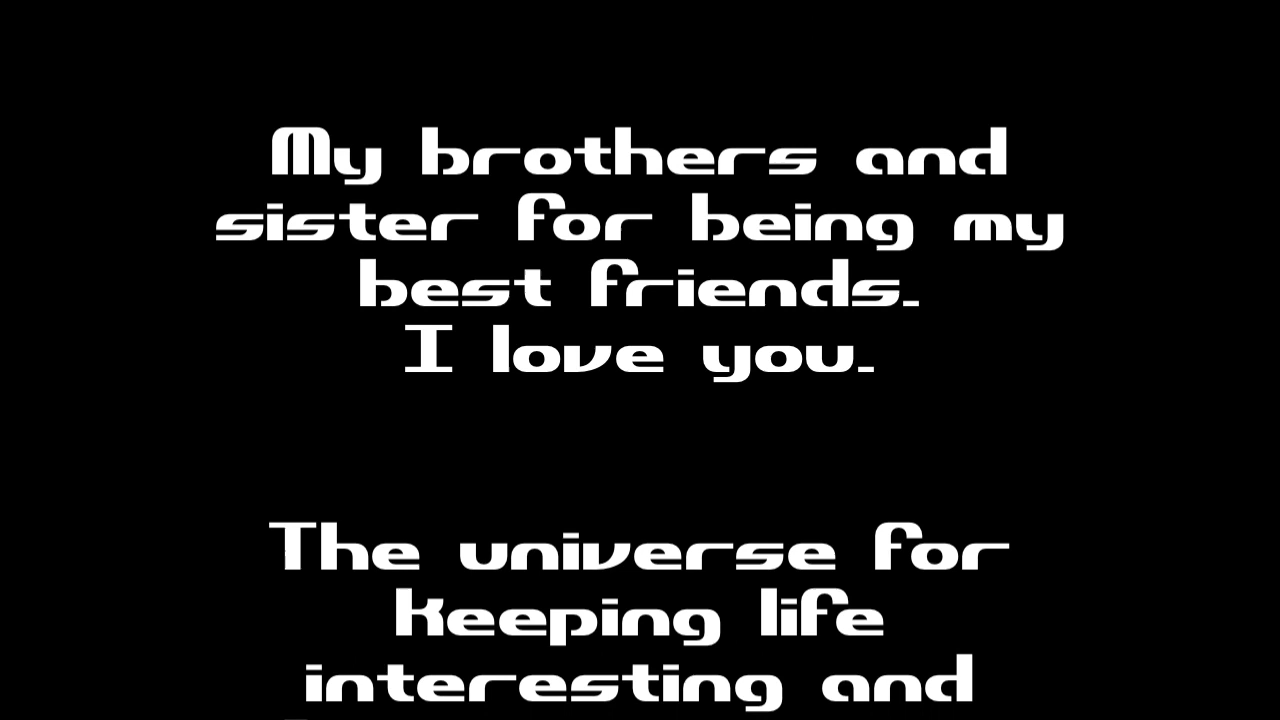 My brothers and
sister for being my
best friends.
I love you.
The universe for
keeping life
interesting and